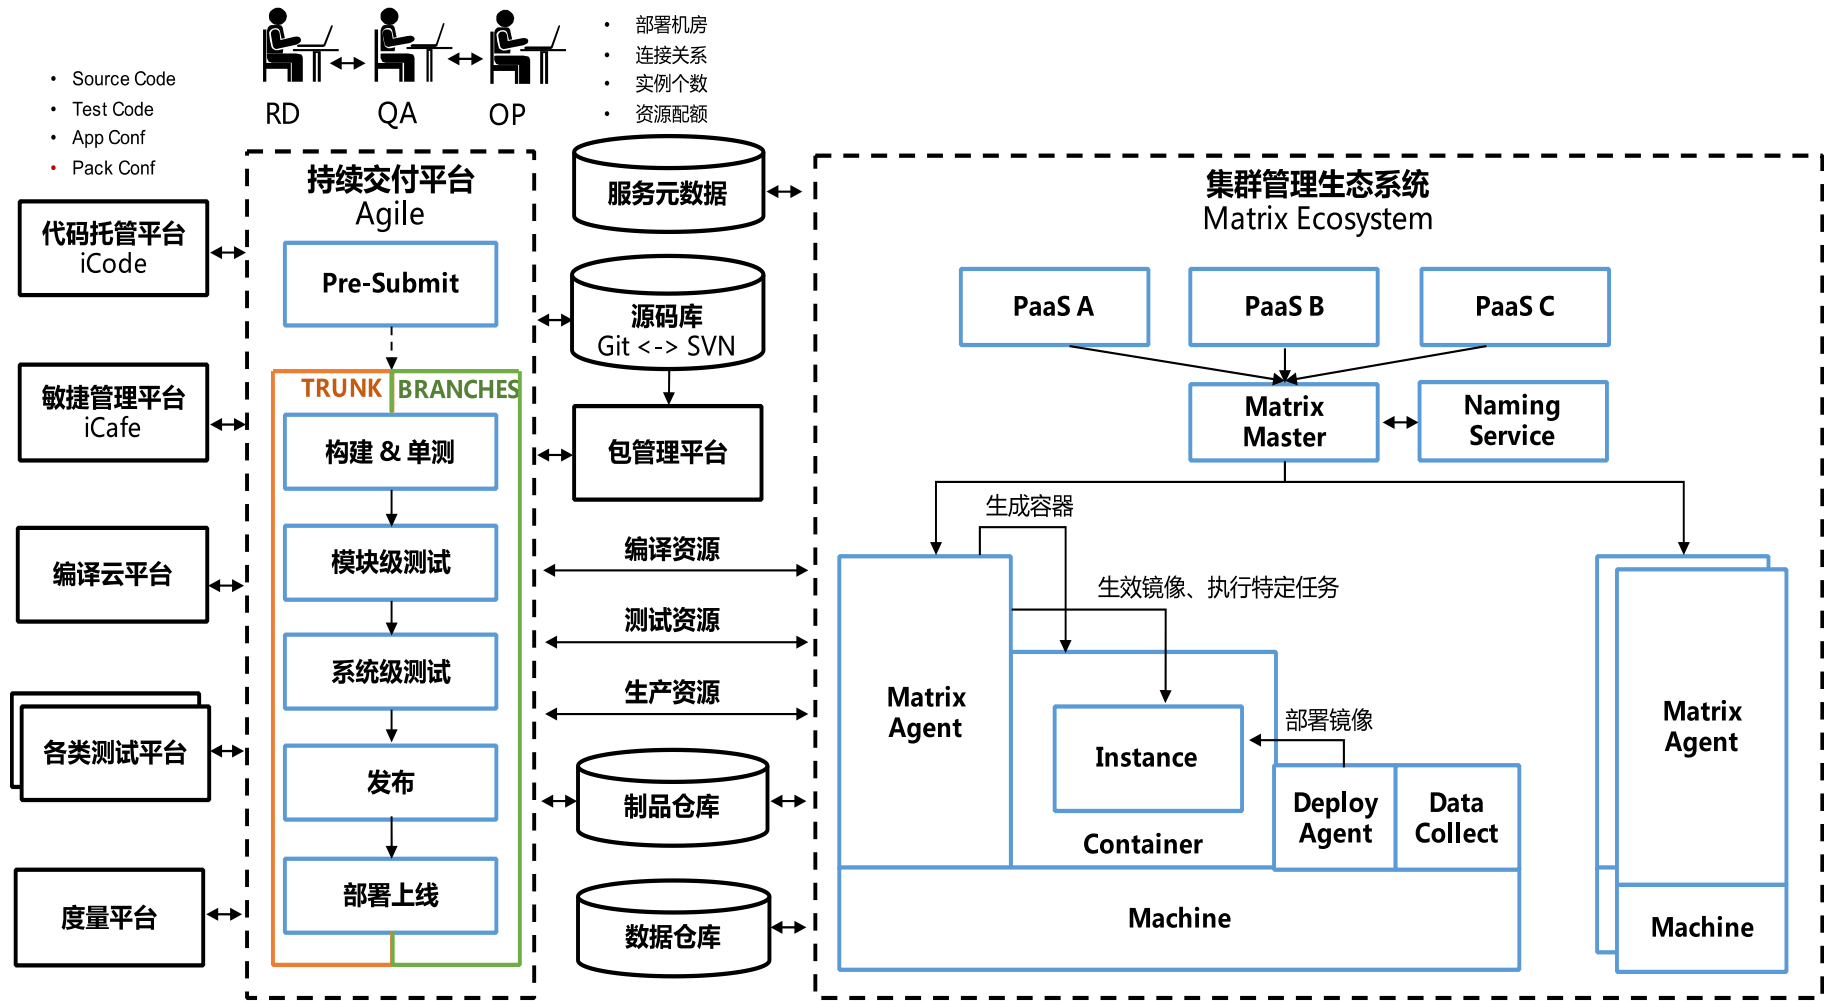 Source Code
Test Code
App Conf
Pack Conf
RD
QA
OP
部署机房
连接关系
实例个数
资源配额
代码托管平台
iCode
敏捷管理平台
iCafe
编译云平台
各类测试平台
度量平台
持续交付平台
Agile
Pre-Submit
TRUNK
BRANCHES
构建 & 单测
模块级测试
系统级测试
发布
部署上线
服务元数据
源码库
Git <-> SVN
包管理平台
编译资源
测试资源
生产资源
制品仓库
数据仓库
集群管理生态系统
Matrix Ecosystem
PaaS A
PaaS B
PaaS C
Matrix
Master
Naming
Service
生成容器
生效镜像、执行特定任务
Matrix
Agent
部署镜像
Instance
Container
Deploy
Agent
Data
Collect
Machine
Matrix
Agent
Machine